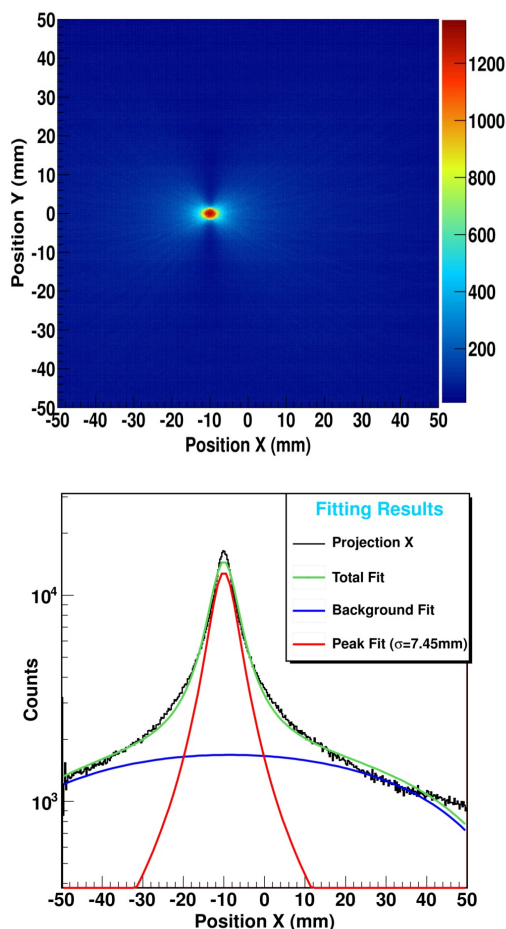 50
40
30
20
10
0
-10
-20
-30
-40
-50
Position Y (mm)
-50 -40 -30 -20 -10 0 10 20 30 40 50
Position X (mm)
1200
1000
800
600
400
200
Fitting Results
Projection X
Total Fit
Background Fit
Peak Fit (σ=7.45mm)
10⁴
10³
Counts
-50 -40 -30 -20 -10 0 10 20 30 40 50
Position X (mm)